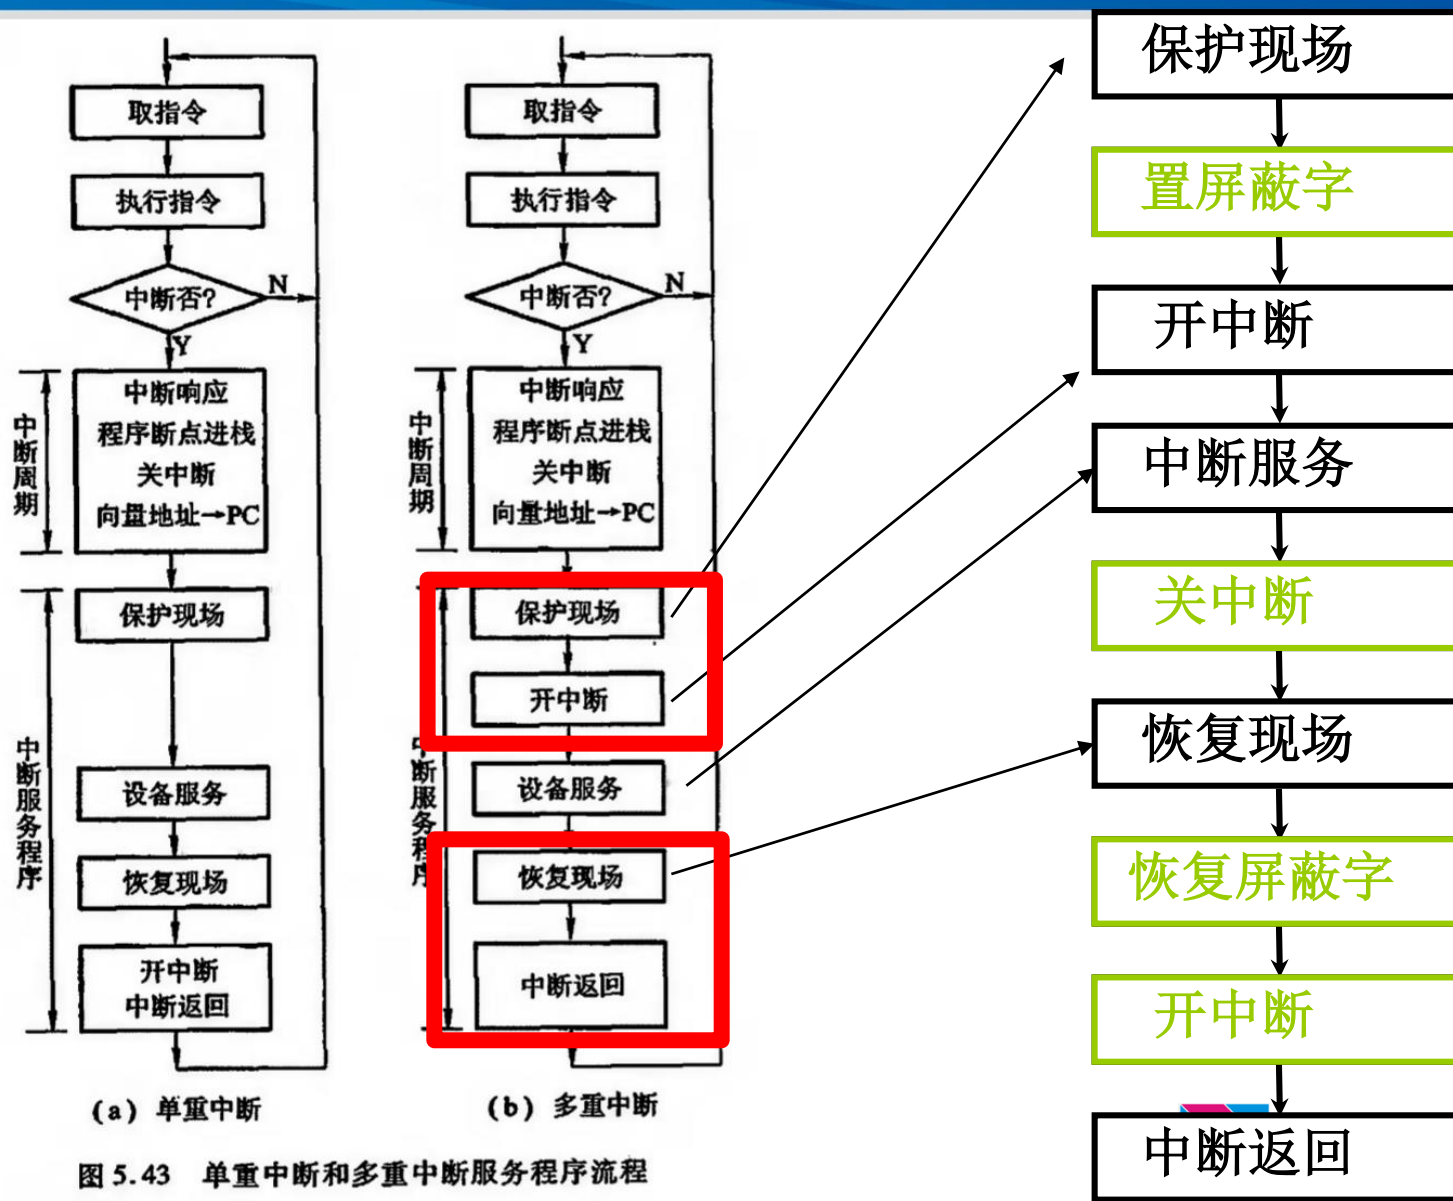 取指令
执行指令
中断否?
N
Y
中断响应
程序断点进栈
关中断
向量地址→PC
中断周期
保护现场
设备服务
恢复现场
开中断
中断返回
中断服务程序
(a) 单重中断
取指令
执行指令
中断否?
N
Y
中断响应
程序断点进栈
关中断
向量地址→PC
中断周期
保护现场
开中断
设备服务
恢复现场
中断返回
中断服务程序
(b) 多重中断
图 5.43 单重中断和多重中断服务程序流程
保护现场
置屏蔽字
开中断
中断服务
关中断
恢复现场
恢复屏蔽字
开中断
中断返回